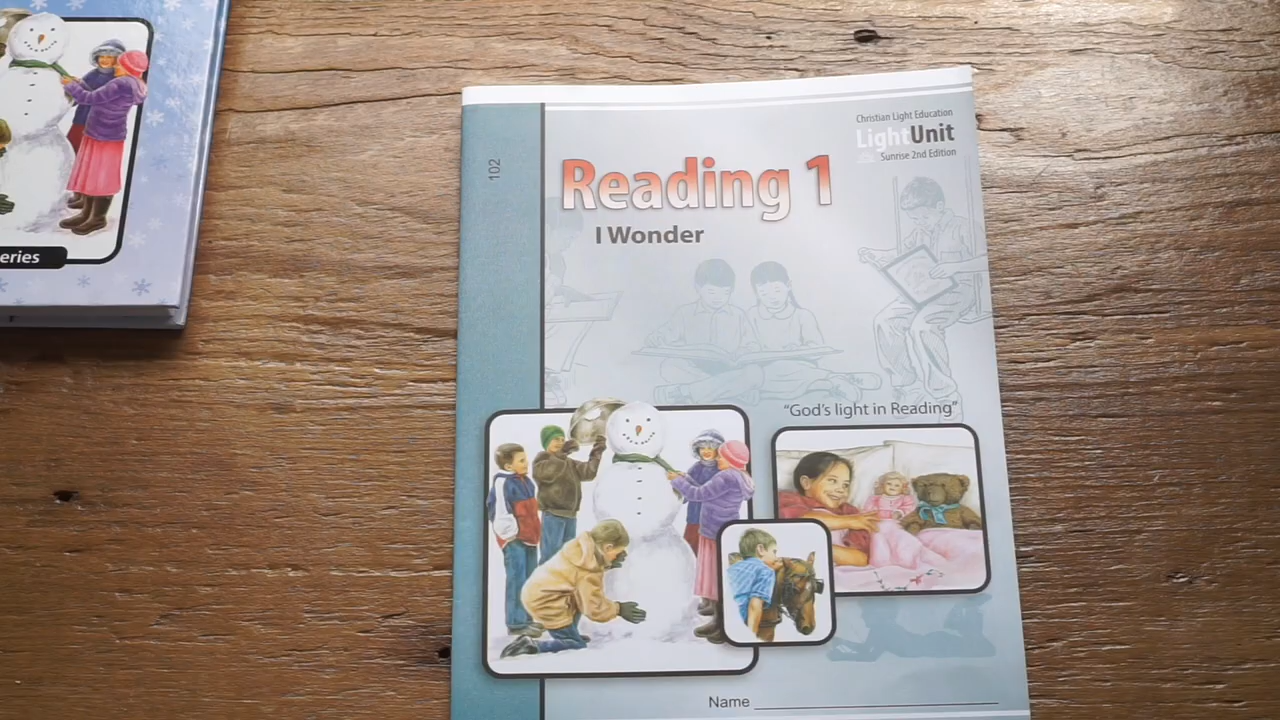 eries
102
Christian Light Education
LightUnit
Sunrise 2nd Edition
Reading 1
I Wonder
"God's light in Reading"
Name